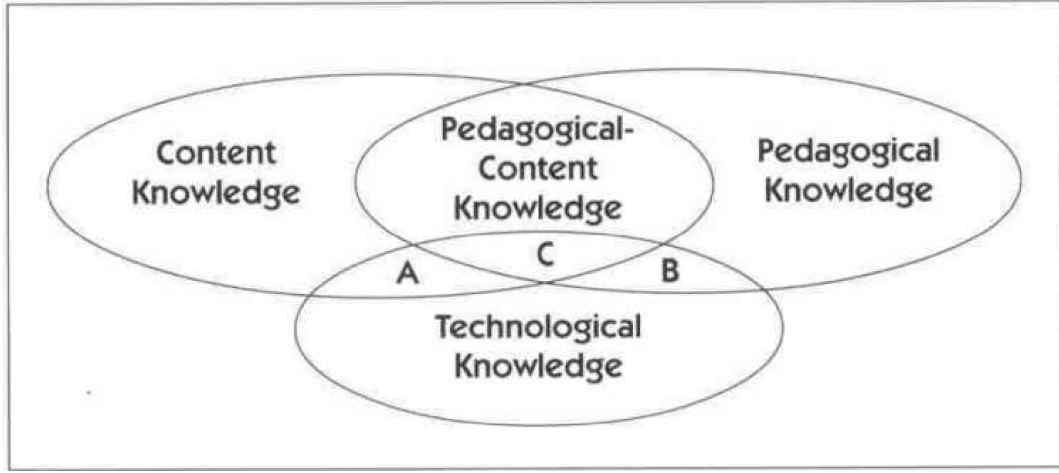 Content
Knowledge
Pedagogical-
Content
Knowledge
Pedagogical
Knowledge
A
C
B
Technological
Knowledge